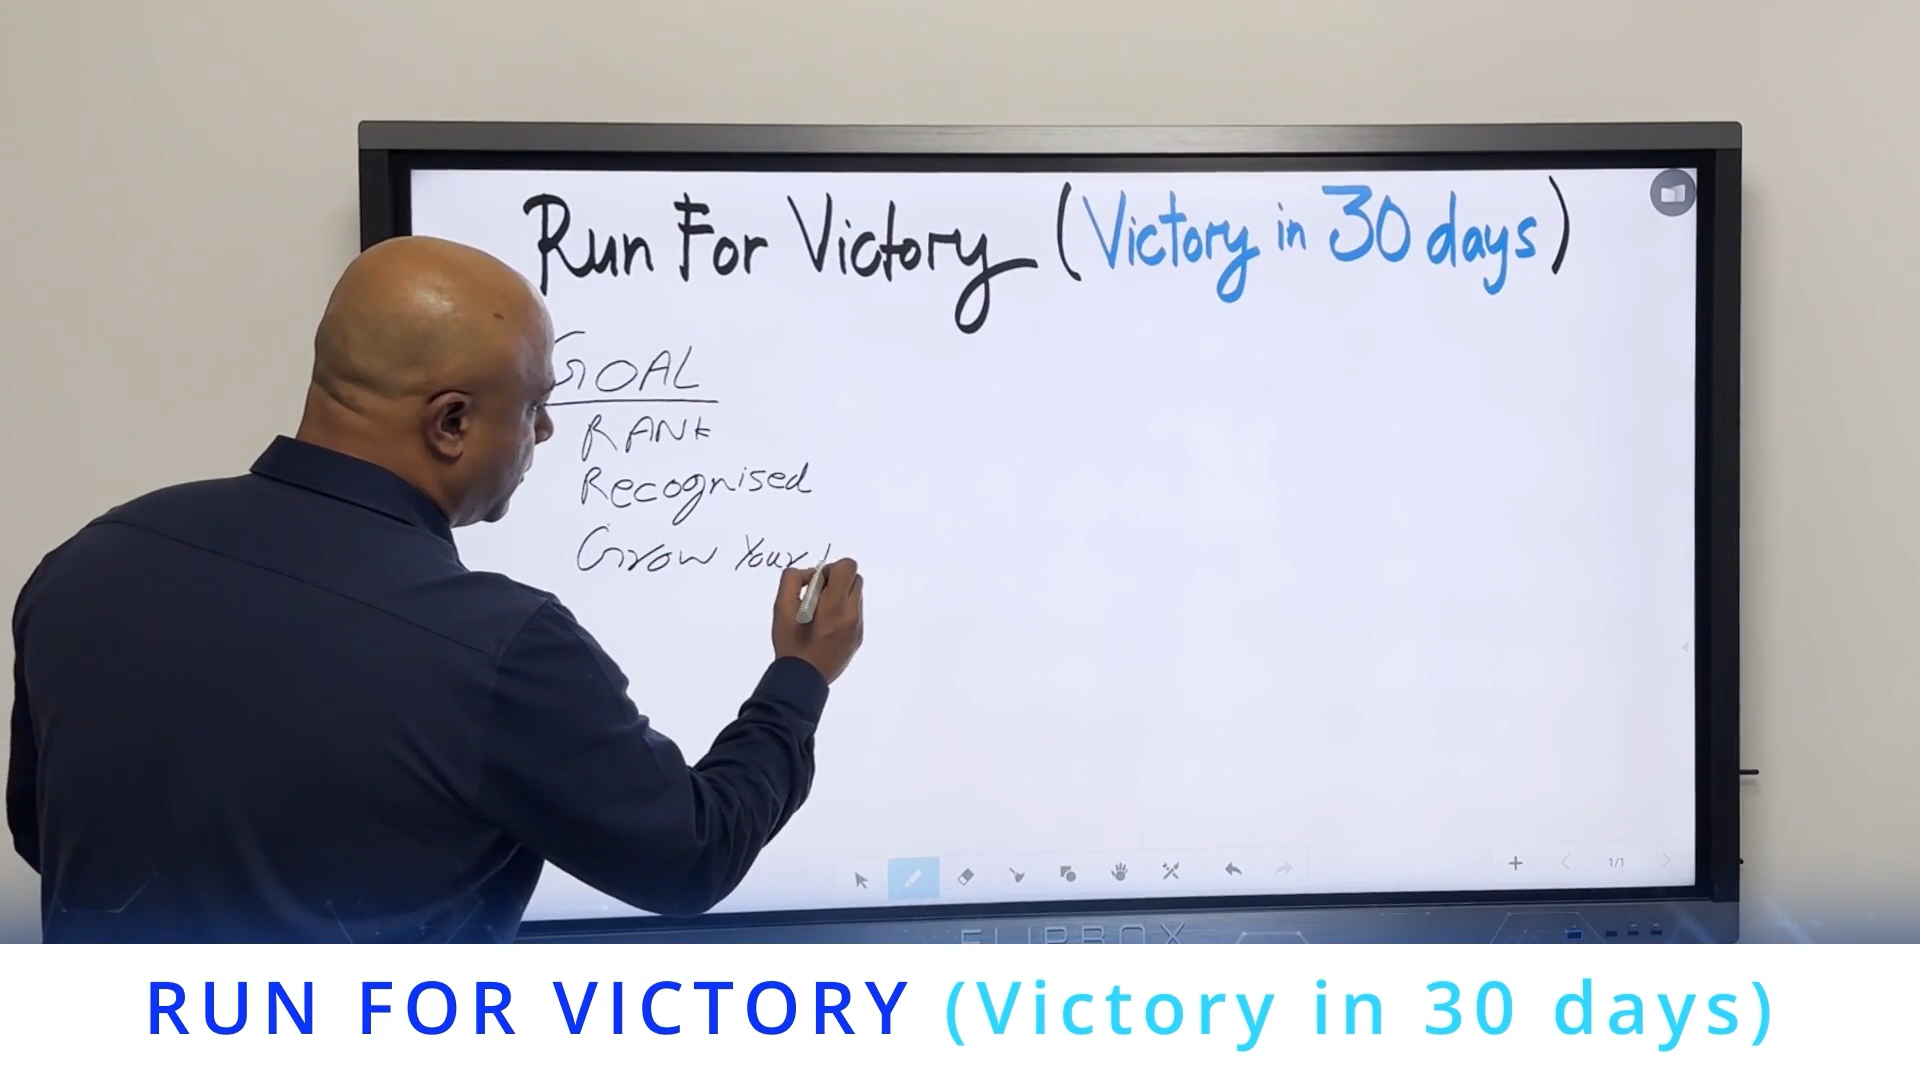 Run For Victory (Victory in 30 days)
GOAL
RANK
Recognised
Grow Your
1/1
FLIPBOX
RUN FOR VICTORY (Victory in 30 days)